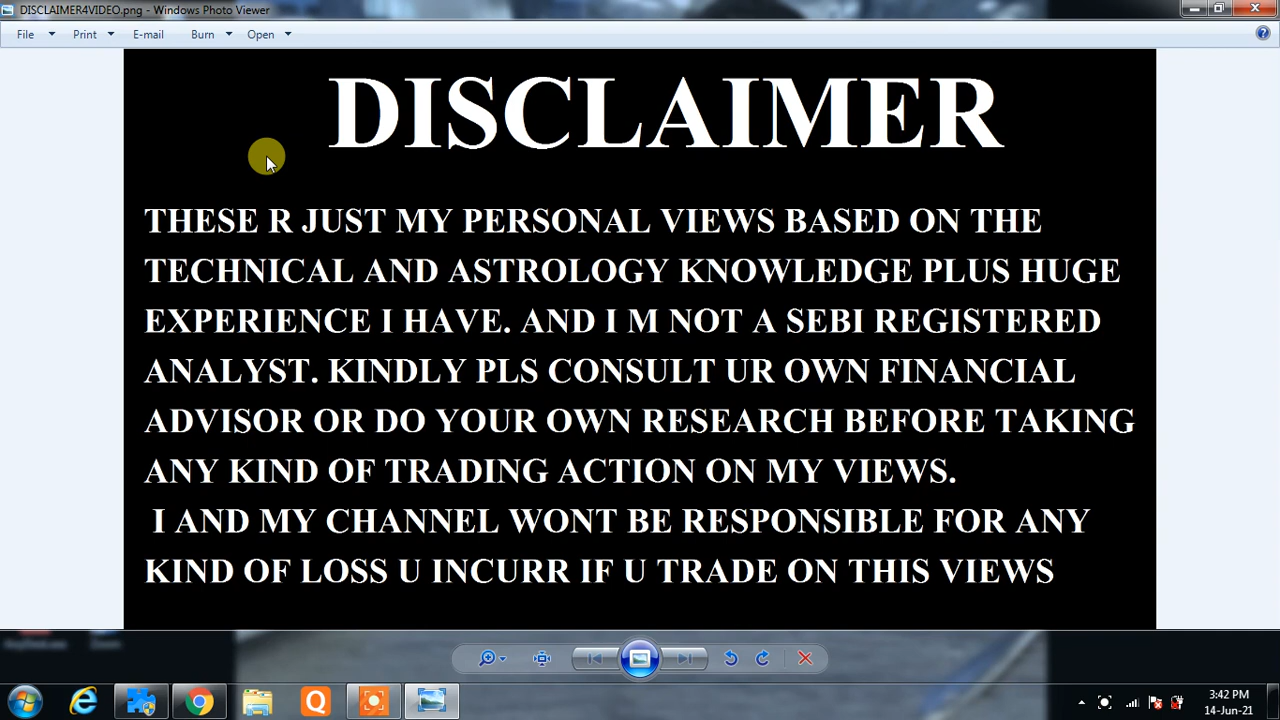 DISCLAIMER4VIDEO.png - Windows Photo Viewer
File Print E-mail Burn Open
DISCLAIMER
THESE R JUST MY PERSONAL VIEWS BASED ON THE
TECHNICAL AND ASTROLOGY KNOWLEDGE PLUS HUGE
EXPERIENCE I HAVE. AND I M NOT A SEBI REGISTERED
ANALYST. KINDLY PLS CONSULT UR OWN FINANCIAL
ADVISOR OR DO YOUR OWN RESEARCH BEFORE TAKING
ANY KIND OF TRADING ACTION ON MY VIEWS.
I AND MY CHANNEL WONT BE RESPONSIBLE FOR ANY
KIND OF LOSS U INCURR IF U TRADE ON THIS VIEWS
3:42 PM
14-Jun-21